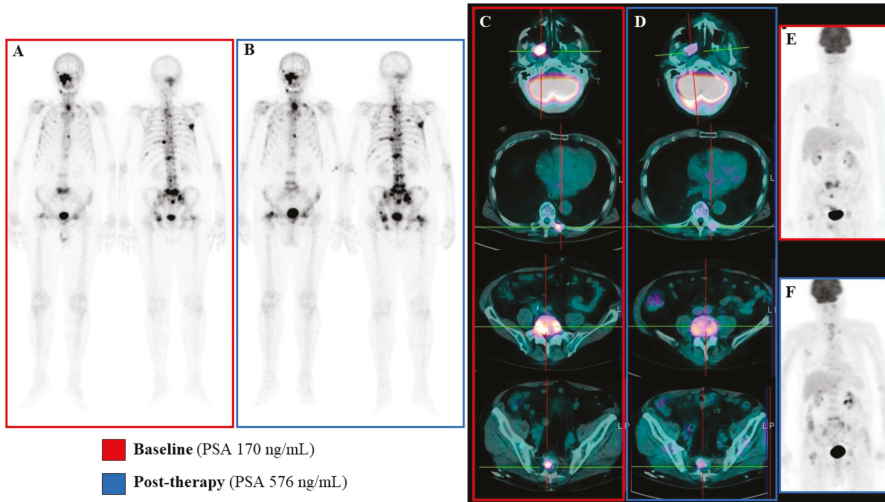 A
B
C
D
E
F
L
L
L P
L P
Baseline (PSA 170 ng/mL)
Post-therapy (PSA 576 ng/mL)